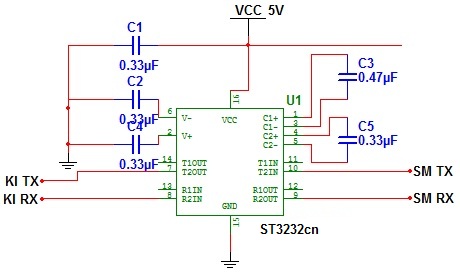 VCC 5V
C1
0.33µF
C2
0.33µF
C4
0.33µF
C3
0.47µF
C5
0.33µF
U1
16
VCC
6 V-
2 V+
C1+ 1
C1- 3
C2+ 4
C2- 5
14 T1OUT
7 T2OUT
T1IN 11
T2IN 10
13 R1IN
8 R2IN
R1OUT 12
R2OUT 9
GND
15
KI TX
KI RX
SM TX
SM RX
ST3232cn